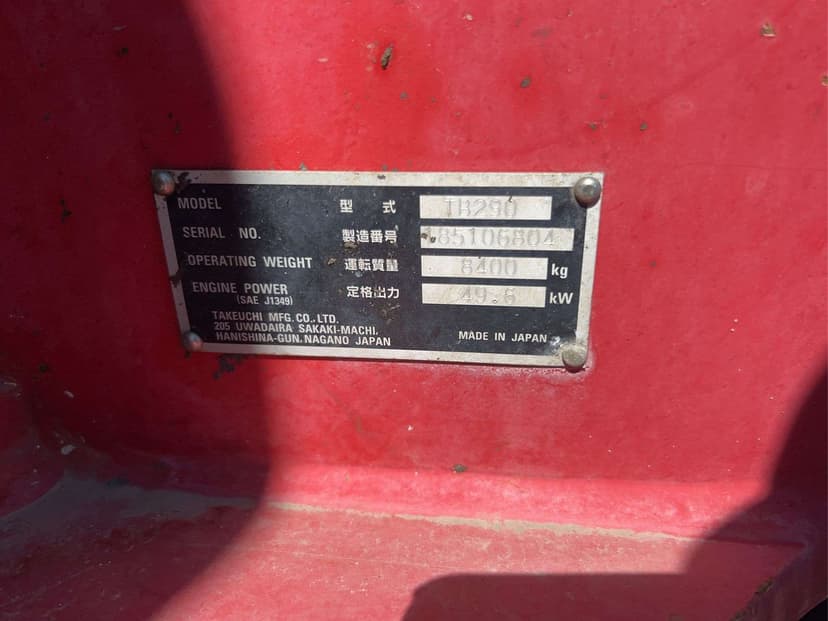 MODEL 型式 TB290
SERIAL NO. 製造番号 185106804
OPERATING WEIGHT 運転質量 8400 kg
ENGINE POWER 定格出力 49.6 kW
(SAE J1349)
TAKEUCHI MFG.CO.,LTD.
205 UWADAIRA SAKAKI-MACHI,
HANISHINA-GUN.NAGANO JAPAN MADE IN JAPAN